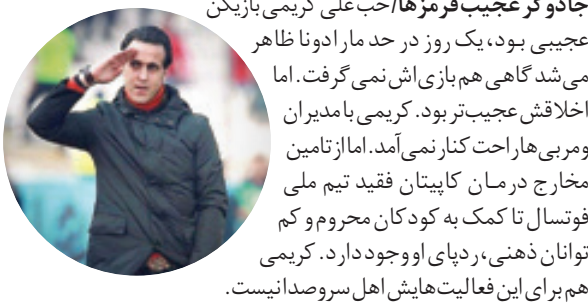 جادوگر عجیب قرمزها/ خب علی کریمی بازیکن
عجیبی بود، یک روز در حد مارادونا ظاهر
می‌شد گاهی هم بازی‌اش نمی گرفت. اما
اخلاقش عجیب‌تر بود. کریمی با مدیران
ومربی‌ها راحت کنار نمی‌آمد. اما از تامین
مخارج درمان کاپیتان فقید تیم ملی
فوتسال تا کمک به کودکان محروم و کم
توانان ذهنی، ردپای او وجود دارد. کریمی
هم برای این فعالیت‌هایش اهل سروصدا نیست.